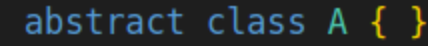 abstract class A { }